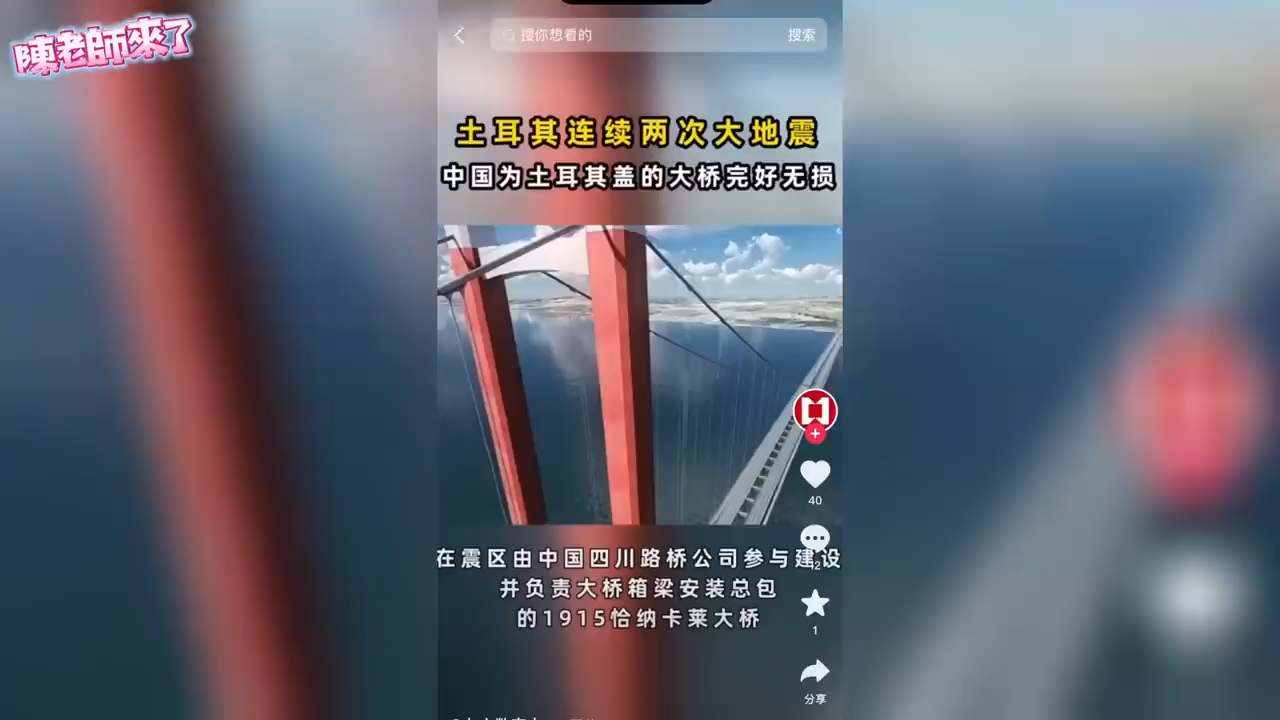 陳老師來了
搜你想看的
搜索
土耳其连续两次大地震
中国为土耳其盖的大桥完好无损
40
12
在震区由中国四川路桥公司参与建设
并负责大桥箱梁安装总包
的1915恰纳卡莱大桥
1
分享